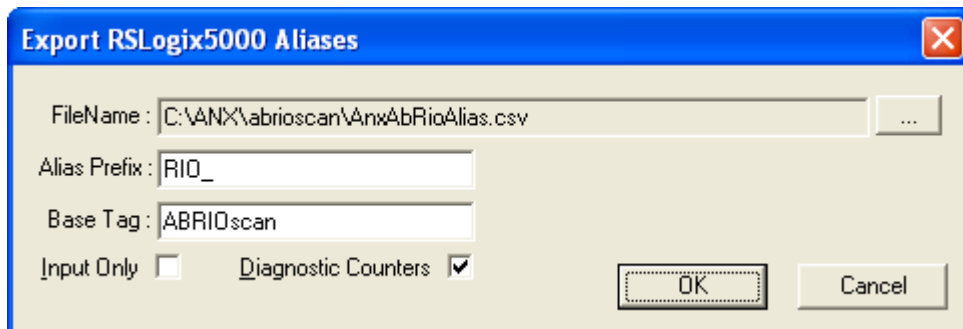 Export RSLogix5000 Aliases
FileName : C:\ANX\abrioscan\AnxAbRioAlias.csv ...
Alias Prefix : RIO_
Base Tag : ABRIOscan
Input Only Diagnostic Counters
OK Cancel